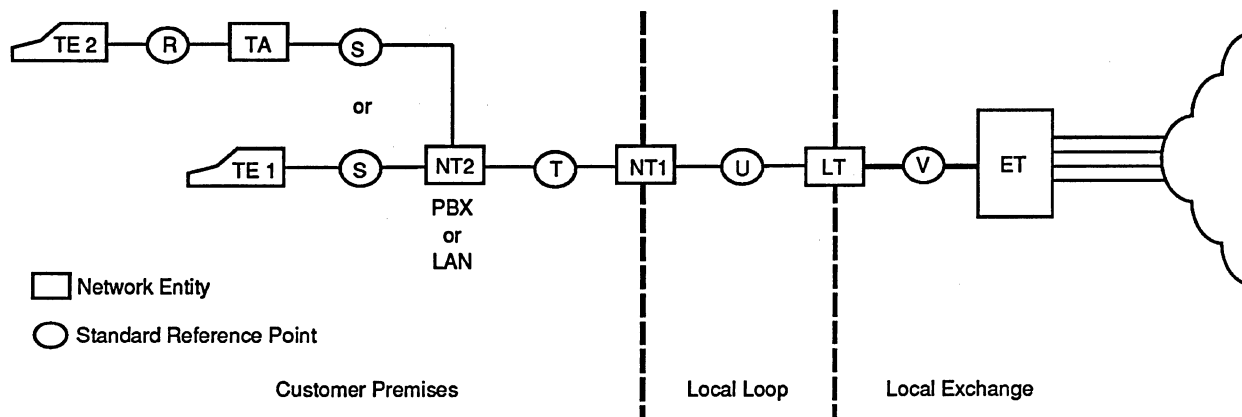 TE 2
R
TA
S
or
TE 1
S
NT2
T
NT1
U
LT
V
ET
PBX
or
LAN
Network Entity
Standard Reference Point
Customer Premises
Local Loop
Local Exchange